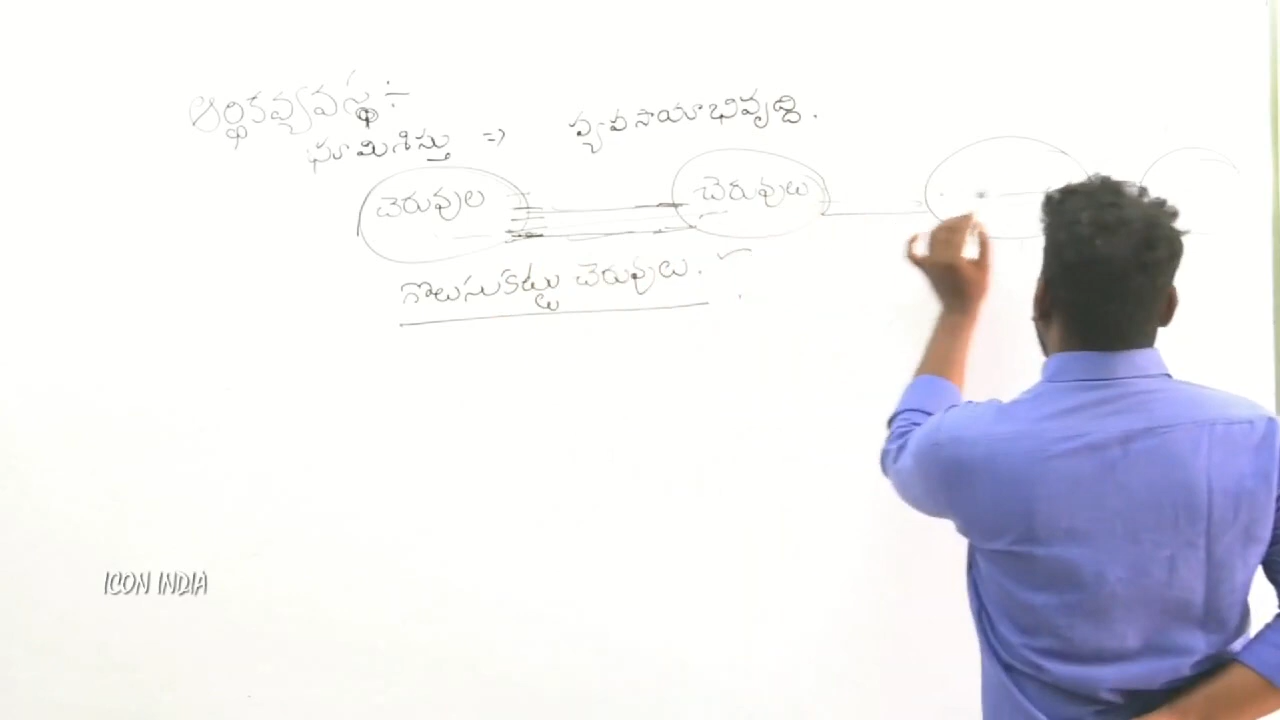 ఆర్థికవ్యవస్థ ÷
భూమిశిస్తు => వ్యవసాయాభివృద్ధి.
చెరువుల చెరువులు
గొలుసుకట్టు చెరువులు.
ICON INDIA